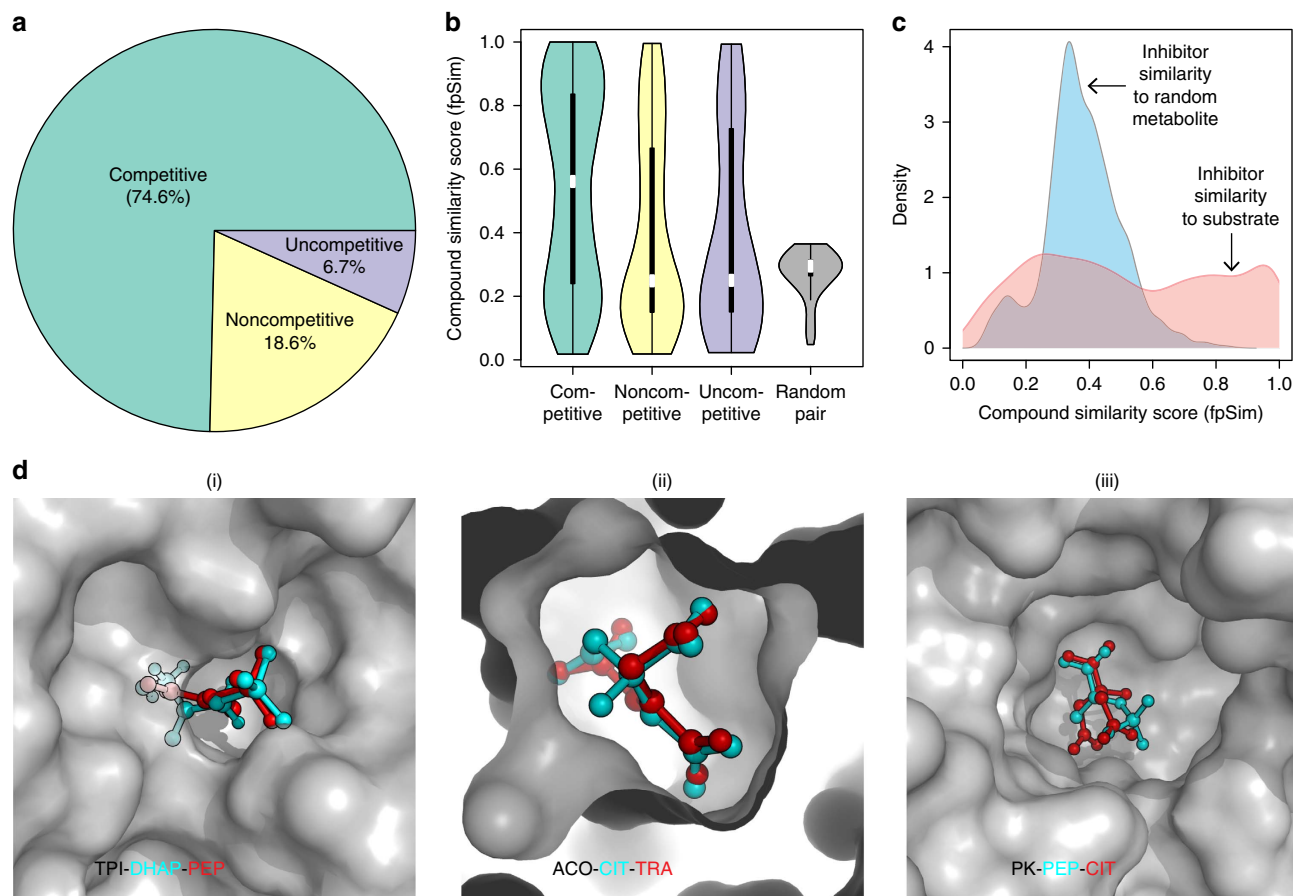 a
Competitive
(74.6%)
Uncompetitive
6.7%
Noncompetitive
18.6%
b
Compound similarity score (fpSim)
1.0
0.8
0.6
0.4
0.2
0.0
Com-
petitive
Noncom-
petitive
Uncom-
petitive
Random
pair
c
Density
4
3
2
1
0
Inhibitor
similarity
to random
metabolite
Inhibitor
similarity
to substrate
0.0 0.2 0.4 0.6 0.8 1.0
Compound similarity score (fpSim)
d
(i)
(ii)
(iii)
TPI-DHAP-PEP
ACO-CIT-TRA
PK-PEP-CIT